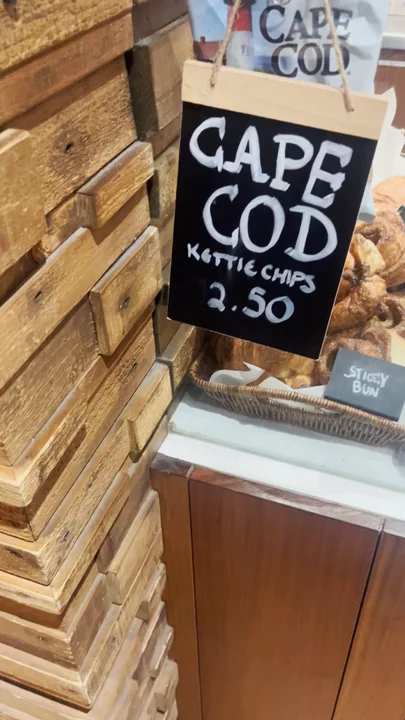 CAPE
COD
CAPE
COD
KETTLE CHIPS
2.50
STICKY
BUN